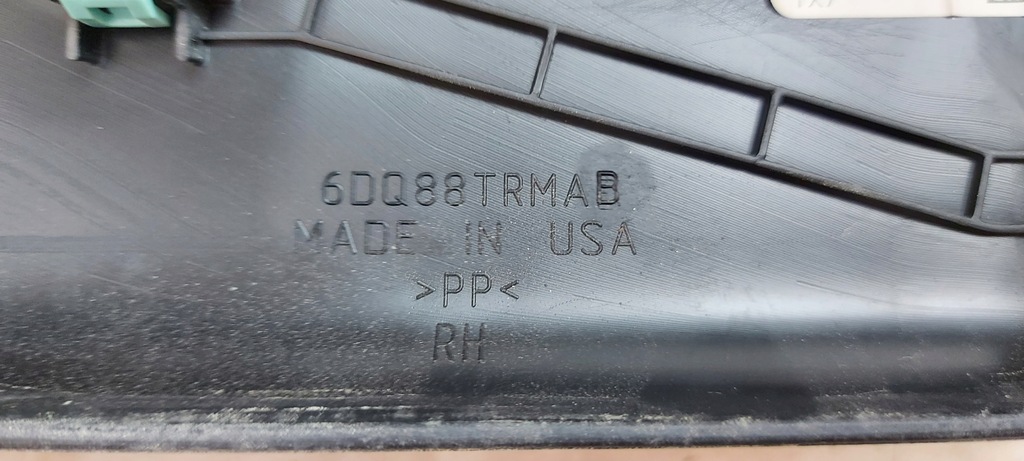 6DQ88TRMAB
MADE IN USA
>PP<
RH